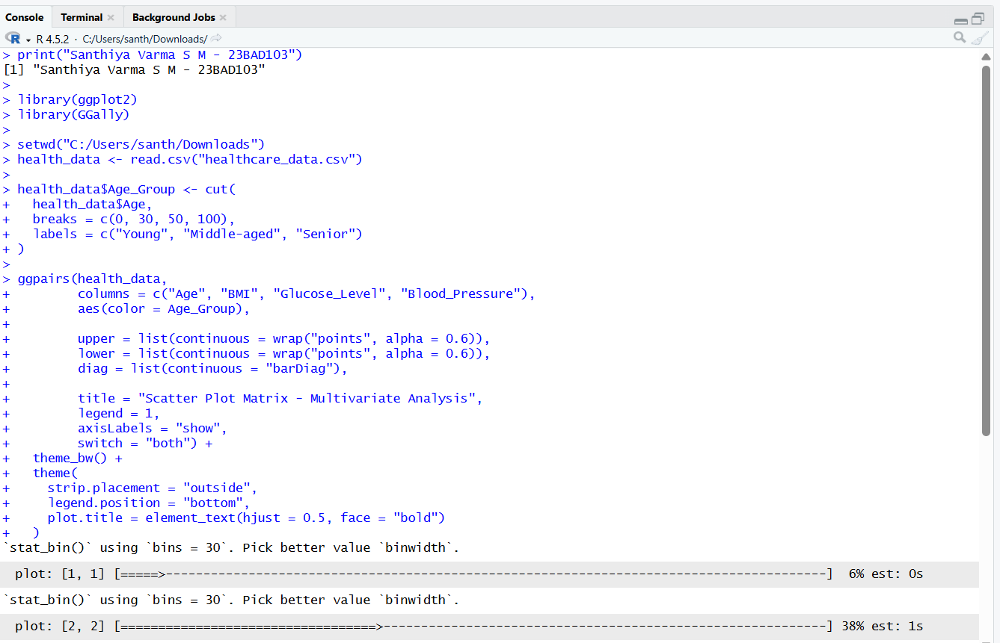 Console Terminal Background Jobs
R R 4.5.2 · C:/Users/santh/Downloads/
> print("Santhiya Varma S M - 23BAD103")
[1] "Santhiya Varma S M - 23BAD103"
>
> library(ggplot2)
> library(GGally)
>
> setwd("C:/Users/santh/Downloads")
> health_data <- read.csv("healthcare_data.csv")
>
> health_data$Age_Group <- cut(
+   health_data$Age,
+   breaks = c(0, 30, 50, 100),
+   labels = c("Young", "Middle-aged", "Senior")
+ )
>
> ggpairs(health_data,
+         columns = c("Age", "BMI", "Glucose_Level", "Blood_Pressure"),
+         aes(color = Age_Group),
+
+         upper = list(continuous = wrap("points", alpha = 0.6)),
+         lower = list(continuous = wrap("points", alpha = 0.6)),
+         diag = list(continuous = "barDiag"),
+
+         title = "Scatter Plot Matrix - Multivariate Analysis",
+         legend = 1,
+         axisLabels = "show",
+         switch = "both") +
+   theme_bw() +
+   theme(
+     strip.placement = "outside",
+     legend.position = "bottom",
+     plot.title = element_text(hjust = 0.5, face = "bold")
+   )
`stat_bin()` using `bins = 30`. Pick better value `binwidth`.
plot: [1, 1] [=====>----------------------------------------------------------------------------------------] 6% est: 0s
`stat_bin()` using `bins = 30`. Pick better value `binwidth`.
plot: [2, 2] [==================================>-----------------------------------------------------------] 38% est: 1s